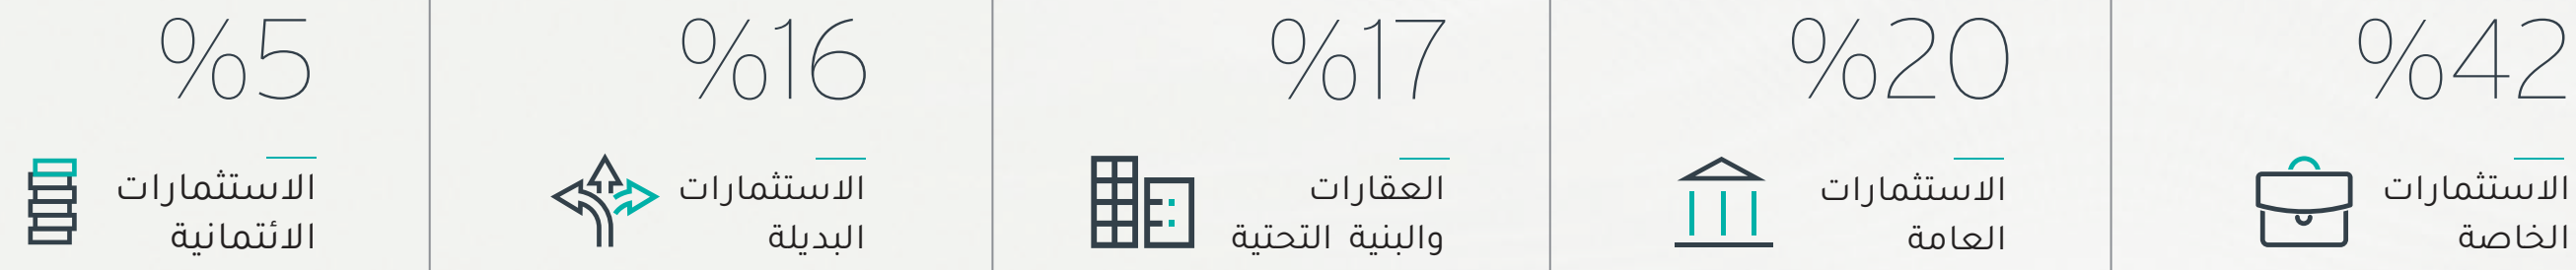 %42
الاستثمارات
الخاصة
%20
الاستثمارات
العامة
%17
العقارات
والبنية التحتية
%16
الاستثمارات
البديلة
%5
الاستثمارات
الائتمانية